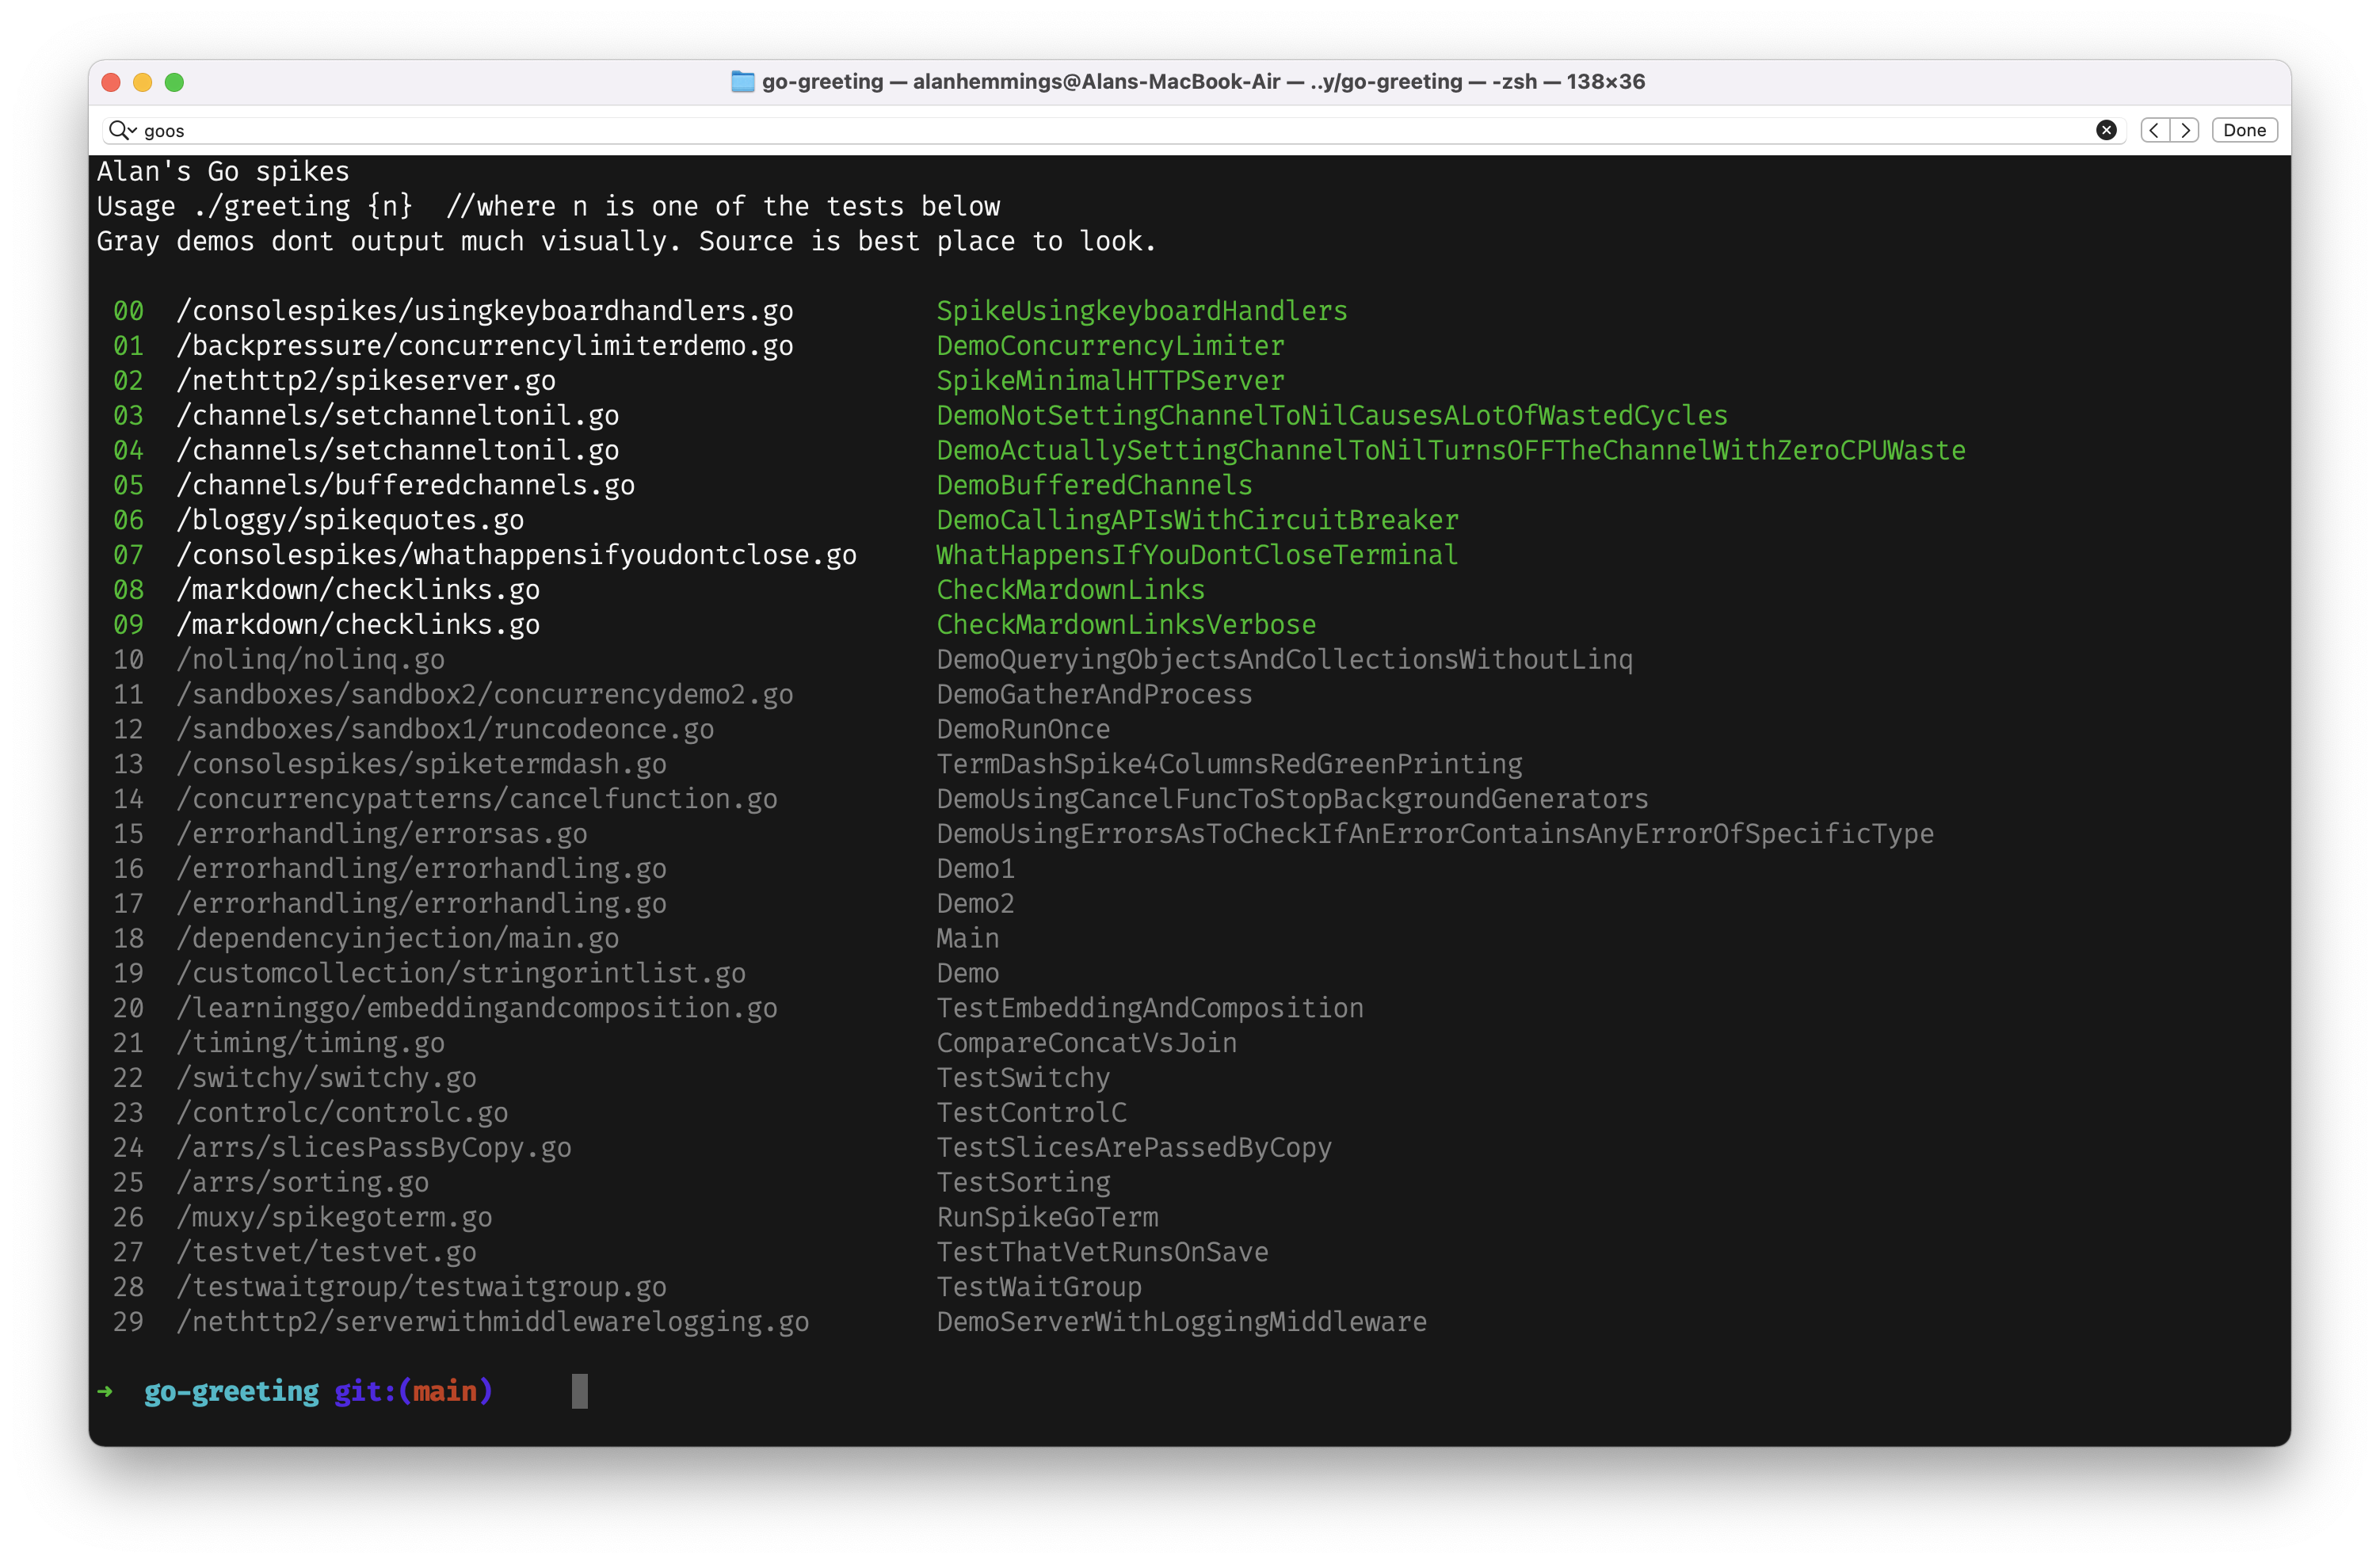 go-greeting — alanhemmings@Alans-MacBook-Air — ..y/go-greeting — -zsh — 138×36
goos
Done
Alan's Go spikes
Usage ./greeting {n}  //where n is one of the tests below
Gray demos dont output much visually. Source is best place to look.
00  /consolespikes/usingkeyboardhandlers.go  SpikeUsingkeyboardHandlers
01  /backpressure/concurrencylimiterdemo.go  DemoConcurrencyLimiter
02  /nethttp2/spikeserver.go  SpikeMinimalHTTPServer
03  /channels/setchanneltonil.go  DemoNotSettingChannelToNilCausesALotOfWastedCycles
04  /channels/setchanneltonil.go  DemoActuallySettingChannelToNilTurnsOFFTheChannelWithZeroCPUWaste
05  /channels/bufferedchannels.go  DemoBufferedChannels
06  /bloggy/spikequotes.go  DemoCallingAPIsWithCircuitBreaker
07  /consolespikes/whathappensifyoudontclose.go  WhatHappensIfYouDontCloseTerminal
08  /markdown/checklinks.go  CheckMardownLinks
09  /markdown/checklinks.go  CheckMardownLinksVerbose
10  /nolinq/nolinq.go  DemoQueryingObjectsAndCollectionsWithoutLinq
11  /sandboxes/sandbox2/concurrencydemo2.go  DemoGatherAndProcess
12  /sandboxes/sandbox1/runcodeonce.go  DemoRunOnce
13  /consolespikes/spiketermdash.go  TermDashSpike4ColumnsRedGreenPrinting
14  /concurrencypatterns/cancelfunction.go  DemoUsingCancelFuncToStopBackgroundGenerators
15  /errorhandling/errorsas.go  DemoUsingErrorsAsToCheckIfAnErrorContainsAnyErrorOfSpecificType
16  /errorhandling/errorhandling.go  Demo1
17  /errorhandling/errorhandling.go  Demo2
18  /dependencyinjection/main.go  Main
19  /customcollection/stringorintlist.go  Demo
20  /learninggo/embeddingandcomposition.go  TestEmbeddingAndComposition
21  /timing/timing.go  CompareConcatVsJoin
22  /switchy/switchy.go  TestSwitchy
23  /controlc/controlc.go  TestControlC
24  /arrs/slicesPassByCopy.go  TestSlicesArePassedByCopy
25  /arrs/sorting.go  TestSorting
26  /muxy/spikegoterm.go  RunSpikeGoTerm
27  /testvet/testvet.go  TestThatVetRunsOnSave
28  /testwaitgroup/testwaitgroup.go  TestWaitGroup
29  /nethttp2/serverwithmiddlewarelogging.go  DemoServerWithLoggingMiddleware
➜  go-greeting git:(main)